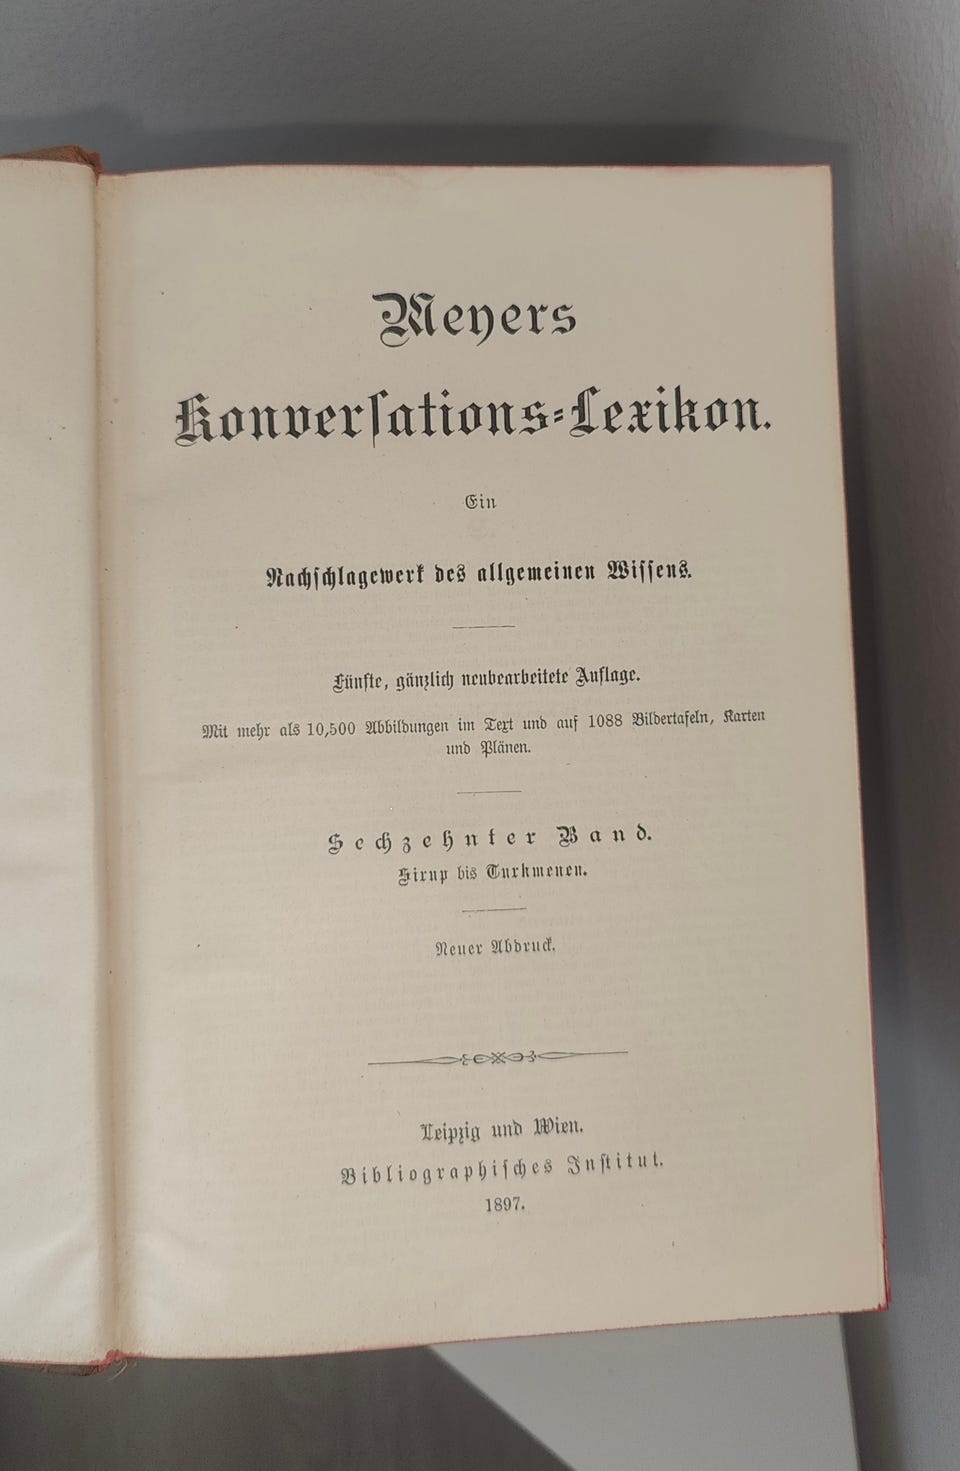 Meyers
Konverſations=Lexikon.
Ein
Nachſchlagewerk des allgemeinen Wiſſens.
Fünfte, gänzlich neubearbeitete Auflage.
Mit mehr als 10,500 Abbildungen im Text und auf 1088 Bildertafeln, Karten
und Plänen.
Sechzehnter Band.
Sirup bis Turkmenen.
Neuer Abdruck.
Leipzig und Wien.
Bibliographiſches Inſtitut.
1897.